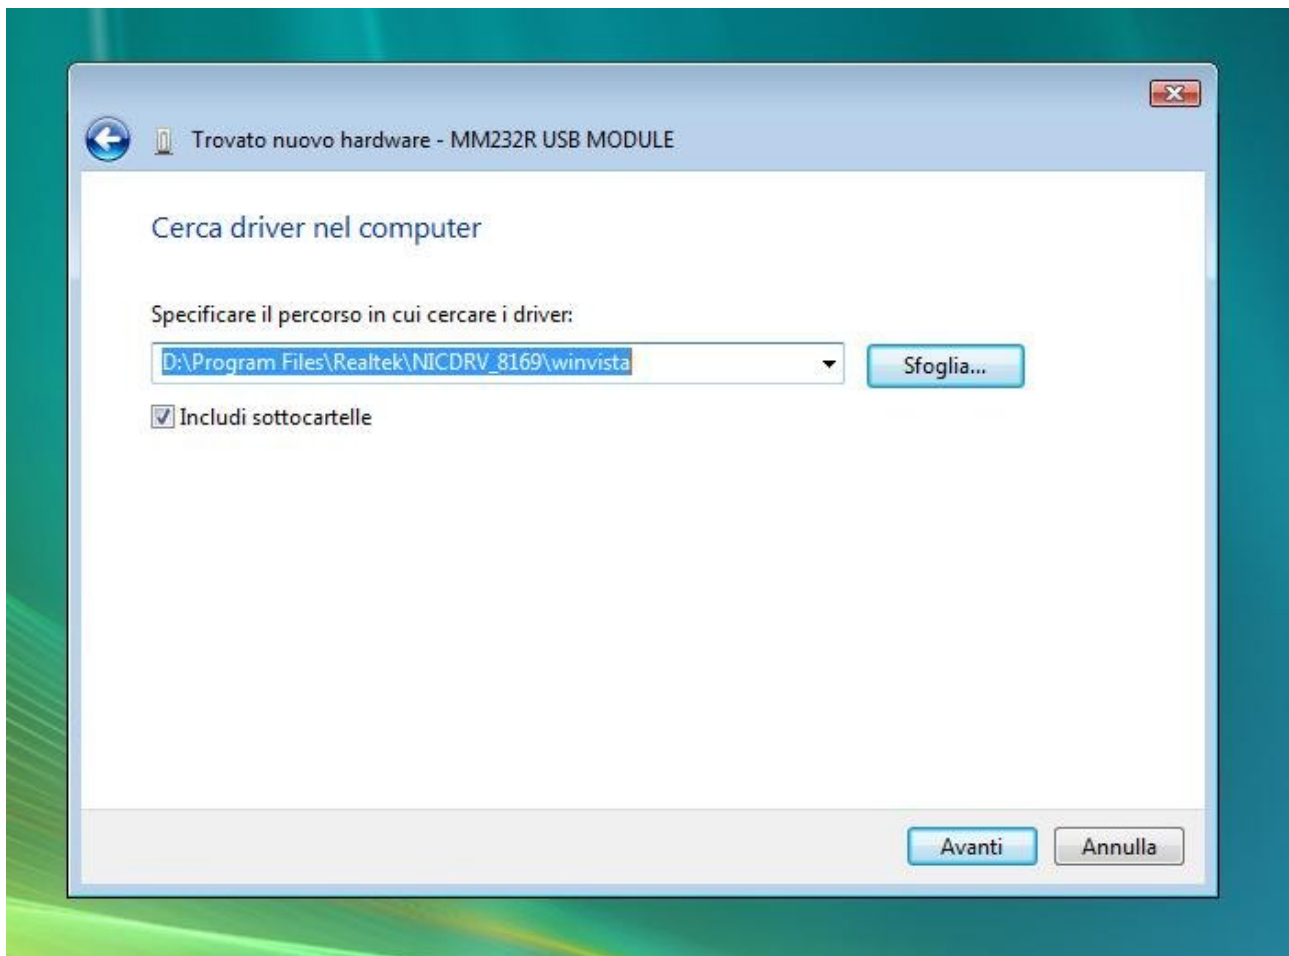 Trovato nuovo hardware - MM232R USB MODULE
Cerca driver nel computer
Specificare il percorso in cui cercare i driver:
D:\Program Files\Realtek\NICDRV_8169\winvista
Sfoglia...
Includi sottocartelle
Avanti
Annulla